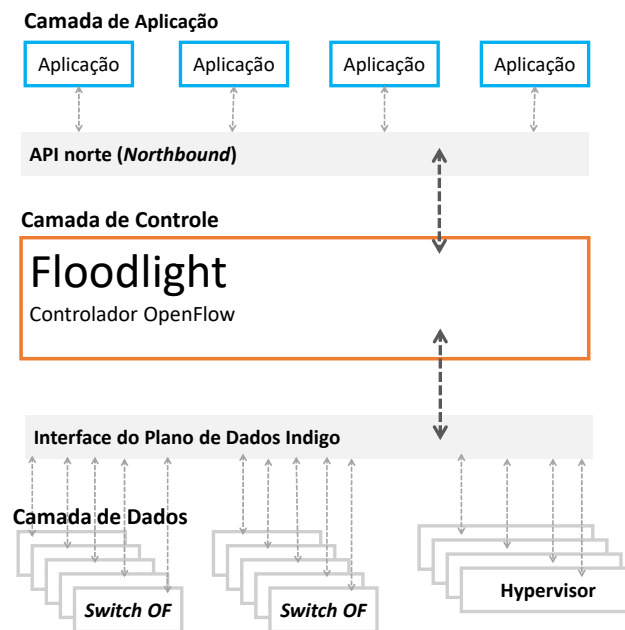 Camada de Aplicação
Aplicação Aplicação Aplicação Aplicação
API norte (Northbound)
Camada de Controle
Floodlight
Controlador OpenFlow
Interface do Plano de Dados Indigo
Camada de Dados
Switch OF Switch OF Hypervisor